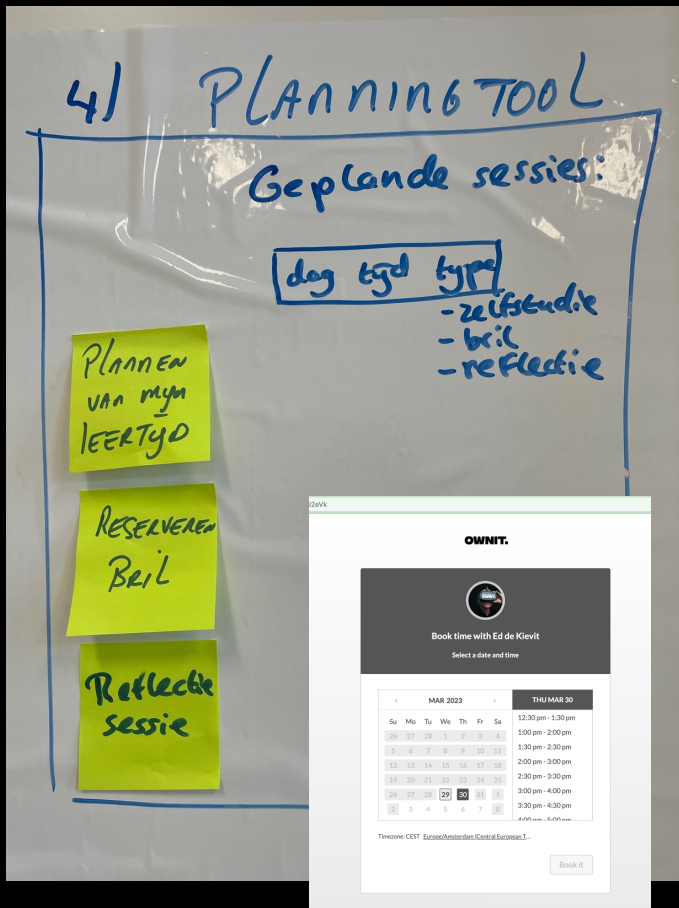 4) PLANNINGTOOL
Geplande sessies:
dag tijd type
- zelfstudie
- bril
- reflectie
PLANNEN
VAN mijn
LEERTIJD
RESERVEREN
BRIL
Reflectie
sessie
J2eVk
OWNIT.
Book time with Ed de Kievit
Select a date and time
< MAR 2023 >
THU MAR 30
Su Mo Tu We Th Fr Sa
26 27 28 1 2 3 4
5 6 7 8 9 10 11
12 13 14 15 16 17 18
19 20 21 22 23 24 25
26 27 28 29 30 31 1
2 3 4 5 6 7 8
12:30 pm - 1:30 pm
1:00 pm - 2:00 pm
1:30 pm - 2:30 pm
2:00 pm - 3:00 pm
2:30 pm - 3:30 pm
3:00 pm - 4:00 pm
3:30 pm - 4:30 pm
4:00 pm - 5:00 pm
Timezone: CEST Europe/Amsterdam (Central European T...
Book it